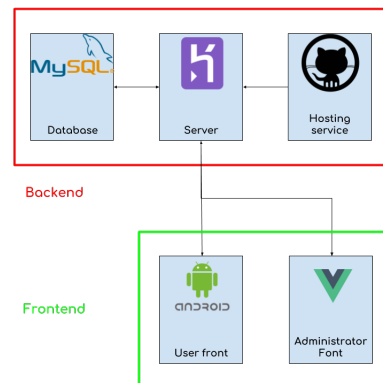 MySQL
Database
Server
Hosting
service
Backend
Frontend
ANDROID
User front
Administrator
Font